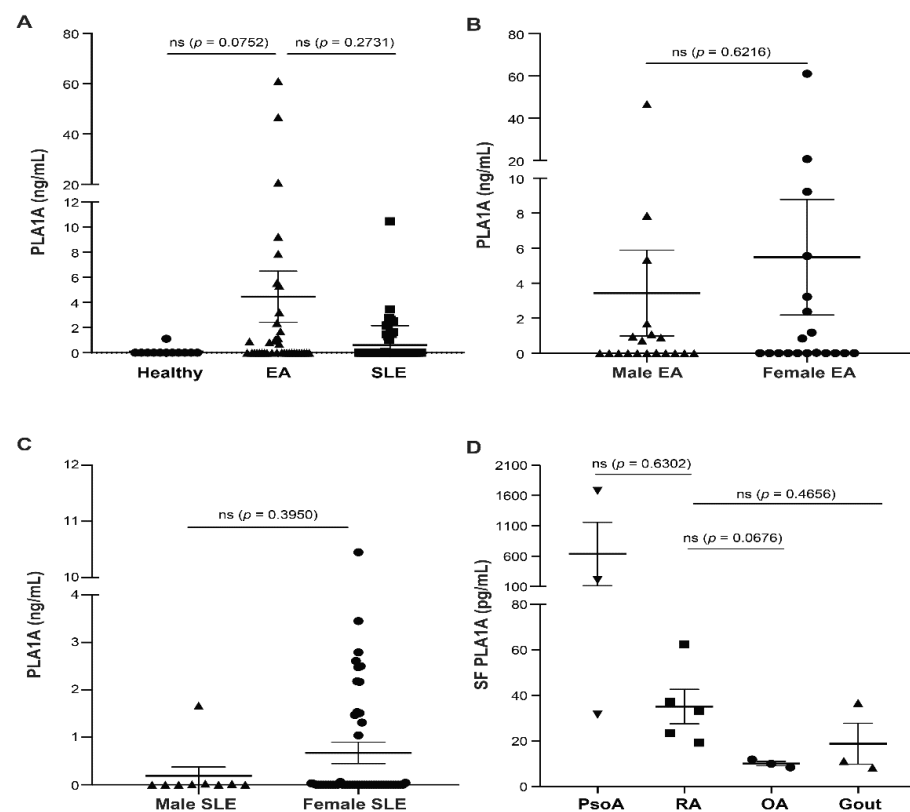 A
PLA1A (ng/mL)
80
60
40
20
12
10
8
6
4
2
0
ns (p = 0.0752)
ns (p = 0.2731)
Healthy
EA
SLE
B
PLA1A (ng/mL)
80
60
40
20
10
8
6
4
2
0
ns (p = 0.6216)
Male EA
Female EA
C
PLA1A (ng/mL)
12
11
10
4
3
2
1
0
ns (p = 0.3950)
Male SLE
Female SLE
D
SF PLA1A (pg/mL)
2100
1600
1100
600
100
80
60
40
20
0
ns (p = 0.6302)
ns (p = 0.4656)
ns (p = 0.0676)
PsoA
RA
OA
Gout